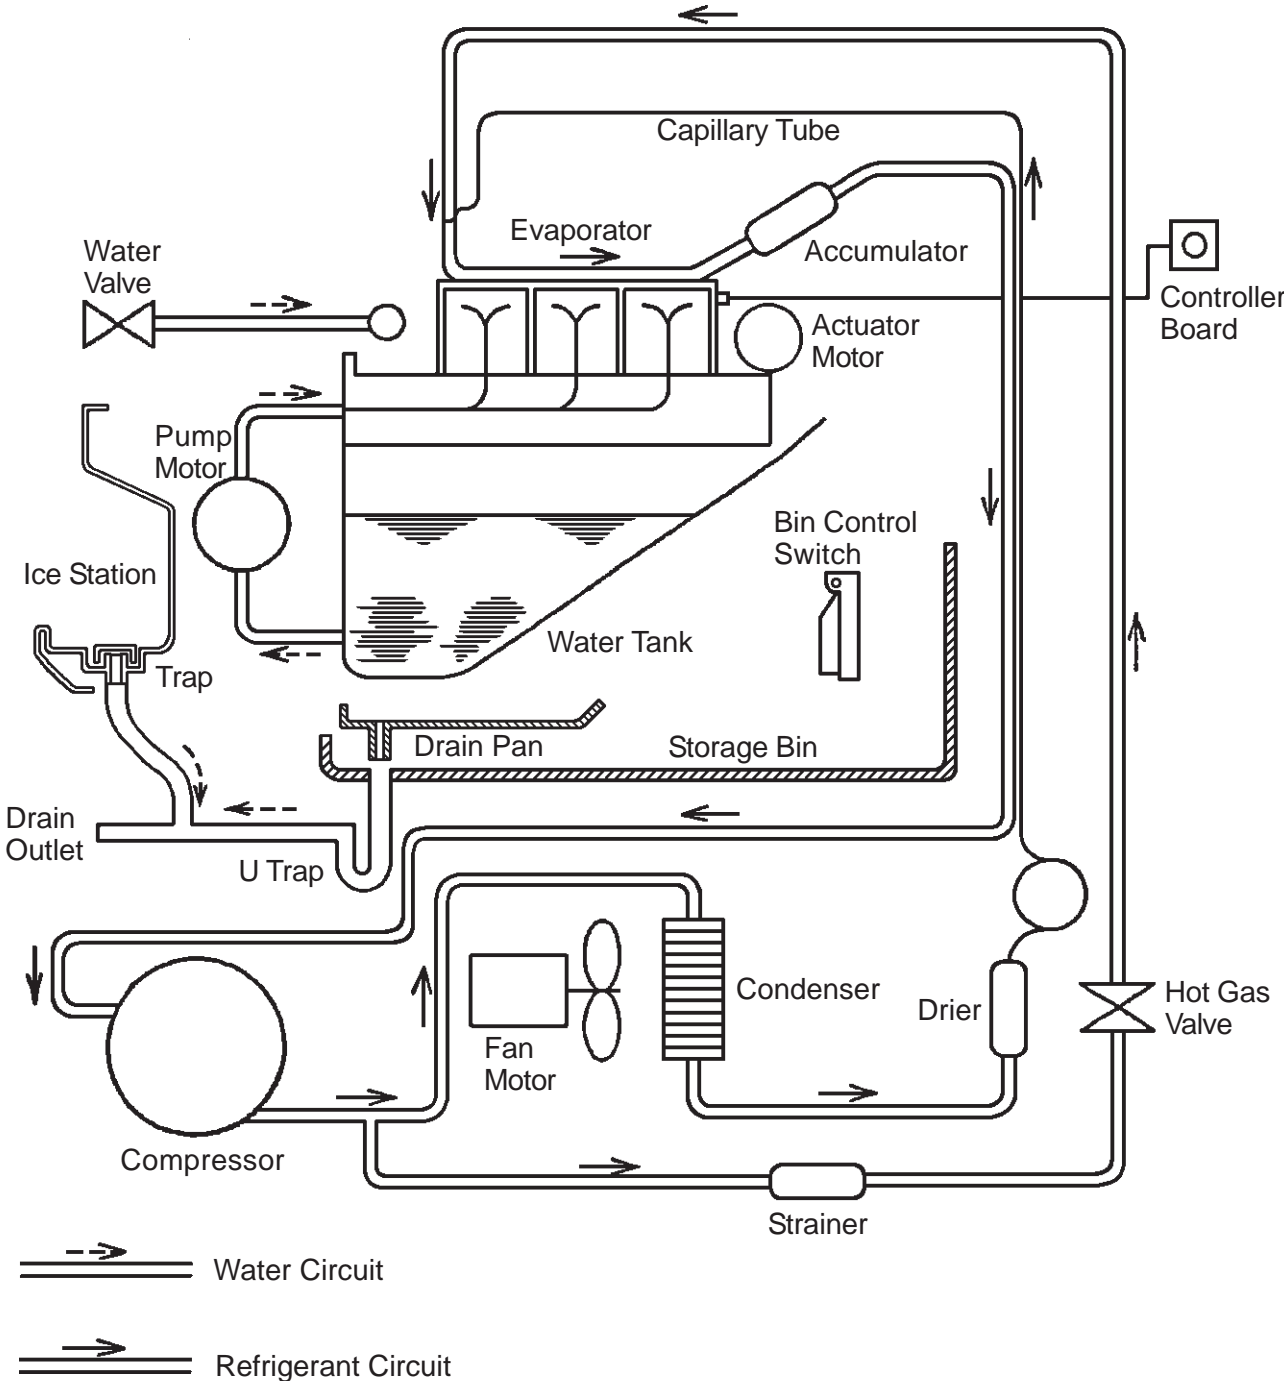 Capillary Tube
Evaporator
Accumulator
Water
Valve
Controller
Board
Actuator
Motor
Pump
Motor
Bin Control
Switch
Ice Station
Water Tank
Trap
Drain Pan
Storage Bin
Drain
Outlet
U Trap
Condenser
Drier
Hot Gas
Valve
Fan
Motor
Compressor
Strainer
Water Circuit
Refrigerant Circuit